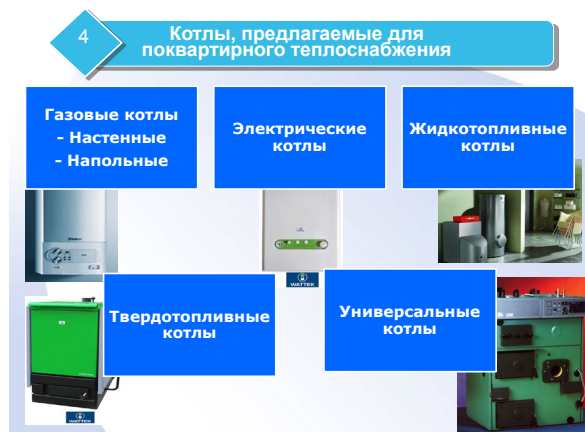 4
Котлы, предлагаемые для
поквартирного теплоснабжения
Газовые котлы
- Настенные
- Напольные
Электрические
котлы
Жидкотопливные
котлы
WATTEK
Твердотопливные
котлы
Универсальные
котлы
WATTEK